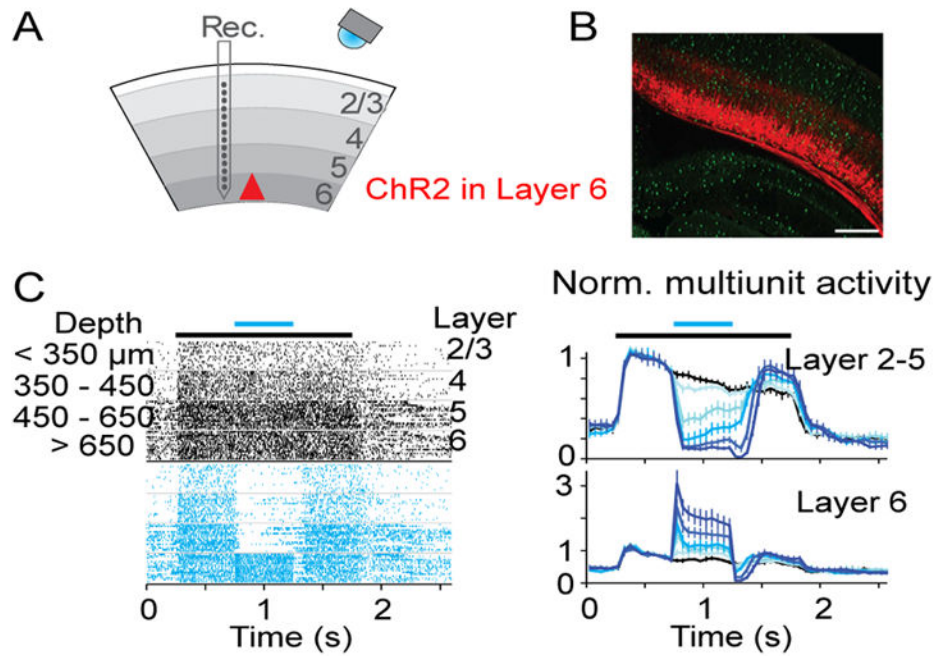 A
Rec.
2/3
4
5
6
ChR2 in Layer 6
B
C
Depth
< 350 µm
350 - 450
450 - 650
> 650
Layer
2/3
4
5
6
0
1
2
Time (s)
Norm. multiunit activity
1
0
Layer 2-5
3
1
0
Layer 6
0
1
2
Time (s)